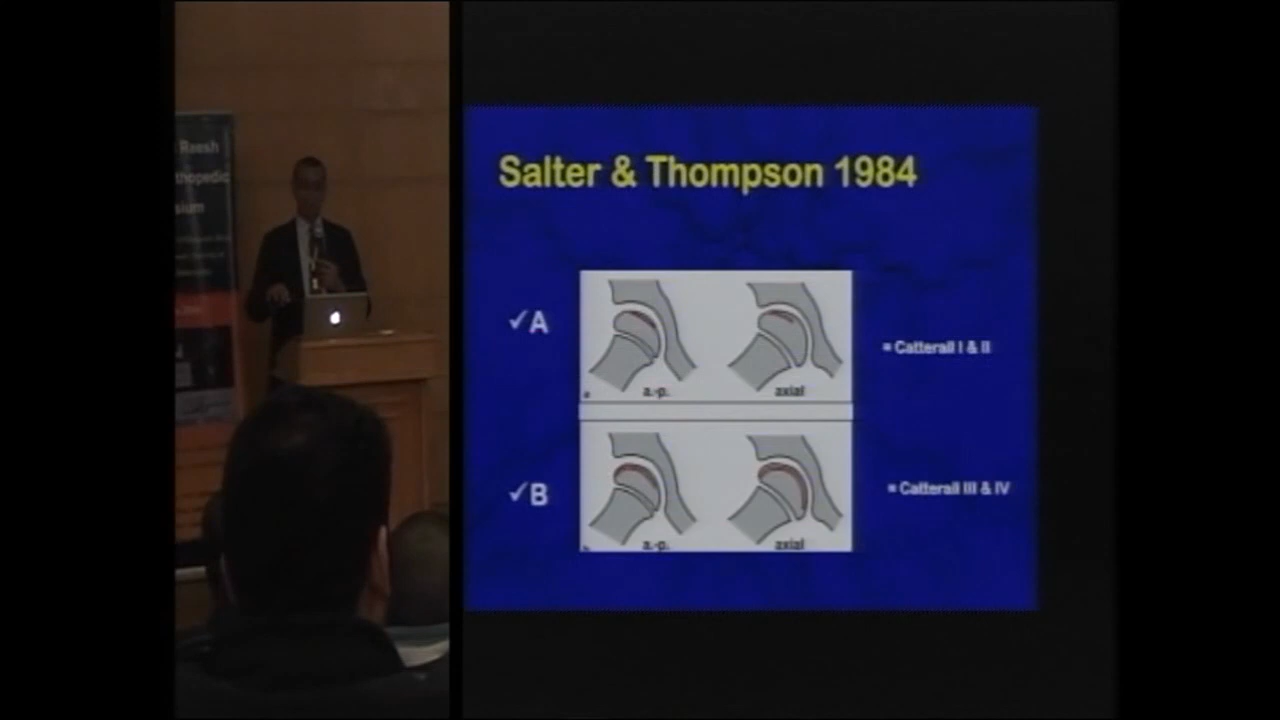 Reesh
thopedic
sium
Salter & Thompson 1984
✓A
a.-p.
axial
▪ Catterall I & II
✓B
a.-p.
axial
▪ Catterall III & IV